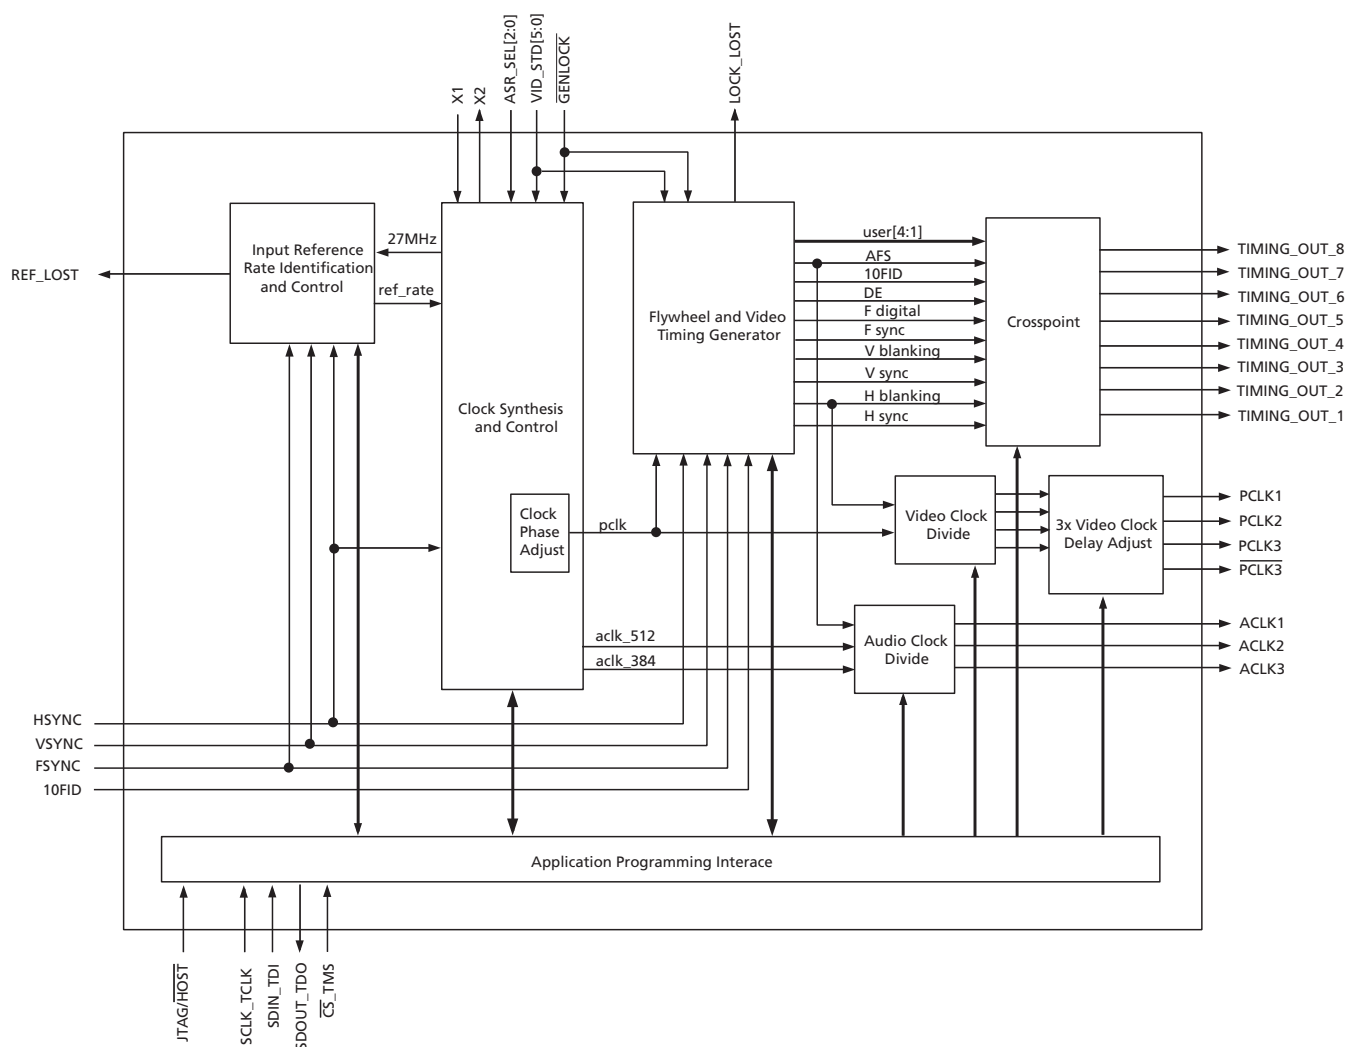 X1
X2
ASR_SEL[2:0]
VID_STD[5:0]
GENLOCK
LOCK_LOST
REF_LOST
Input Reference
Rate Identification
and Control
27MHz
ref_rate
Clock Synthesis
and Control
Clock
Phase
Adjust
pclk
aclk_512
aclk_384
Flywheel and Video
Timing Generator
user[4:1]
AFS
10FID
DE
F digital
F sync
V blanking
V sync
H blanking
H sync
Crosspoint
TIMING_OUT_8
TIMING_OUT_7
TIMING_OUT_6
TIMING_OUT_5
TIMING_OUT_4
TIMING_OUT_3
TIMING_OUT_2
TIMING_OUT_1
Video Clock
Divide
3x Video Clock
Delay Adjust
PCLK1
PCLK2
PCLK3
PCLK3
Audio Clock
Divide
ACLK1
ACLK2
ACLK3
HSYNC
VSYNC
FSYNC
10FID
Application Programming Interace
JTAG/HOST
SCLK_TCLK
SDIN_TDI
SDOUT_TDO
CS_TMS